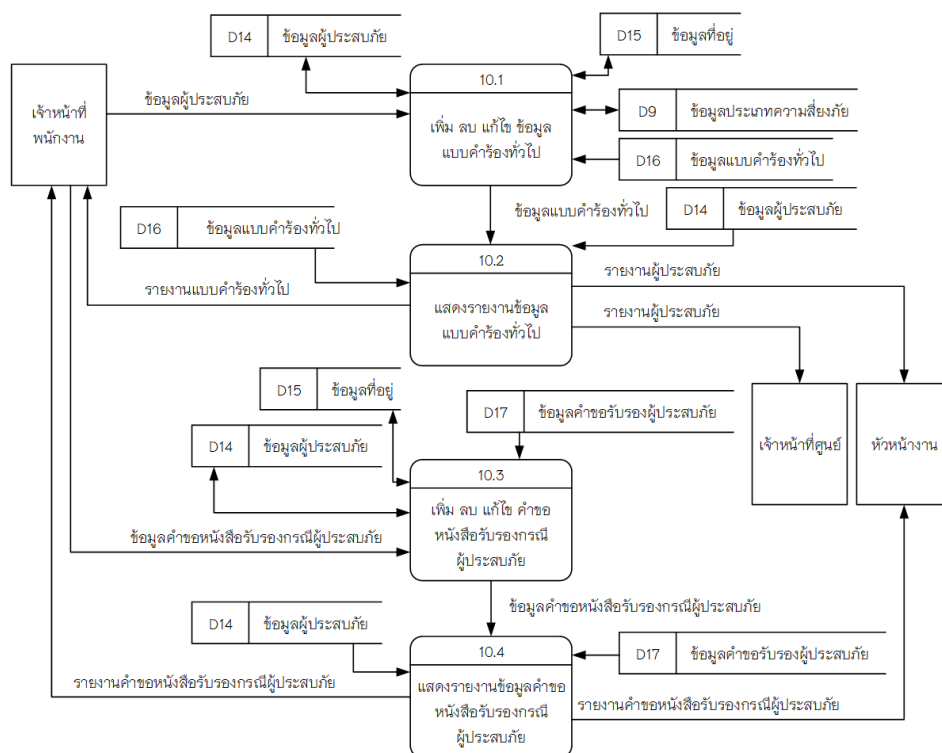 D14 ข้อมูลผู้ประสบภัย
D15 ข้อมูลที่อยู่
เจ้าหน้าที่
พนักงาน
ข้อมูลผู้ประสบภัย
10.1
เพิ่ม ลบ แก้ไข ข้อมูล
แบบคำร้องทั่วไป
D9 ข้อมูลประเภทความสี่ยงภัย
D16 ข้อมูลแบบคำร้องทั่วไป
ข้อมูลแบบคำร้องทั่วไป
D14 ข้อมูลผู้ประสบภัย
D16 ข้อมูลแบบคำร้องทั่วไป
10.2
แสดงรายงานข้อมูล
แบบคำร้องทั่วไป
รายงานแบบคำร้องทั่วไป
รายงานผู้ประสบภัย
รายงานผู้ประสบภัย
D15 ข้อมูลที่อยู่
D17 ข้อมูลคำขอรับรองผู้ประสบภัย
เจ้าหน้าที่ศูนย์
หัวหน้างาน
D14 ข้อมูลผู้ประสบภัย
10.3
เพิ่ม ลบ แก้ไข คำขอ
หนังสือรับรองกรณี
ผู้ประสบภัย
ข้อมูลคำขอหนังสือรับรองกรณีผู้ประสบภัย
ข้อมูลคำขอหนังสือรับรองกรณีผู้ประสบภัย
D14 ข้อมูลผู้ประสบภัย
10.4
แสดงรายงานข้อมูลคำขอ
หนังสือรับรองกรณี
ผู้ประสบภัย
D17 ข้อมูลคำขอรับรองผู้ประสบภัย
รายงานคำขอหนังสือรับรองกรณีผู้ประสบภัย
รายงานคำขอหนังสือรับรองกรณีผู้ประสบภัย